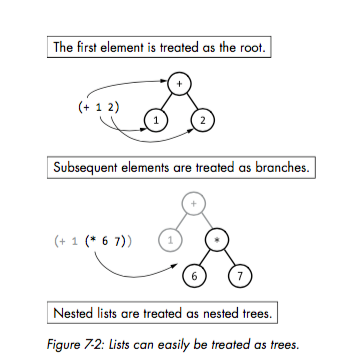 The first element is treated as the root.
+
(+ 1 2)
1
2
Subsequent elements are treated as branches.
+
(+ 1 (* 6 7))
1
*
6
7
Nested lists are treated as nested trees.
Figure 7-2: Lists can easily be treated as trees.